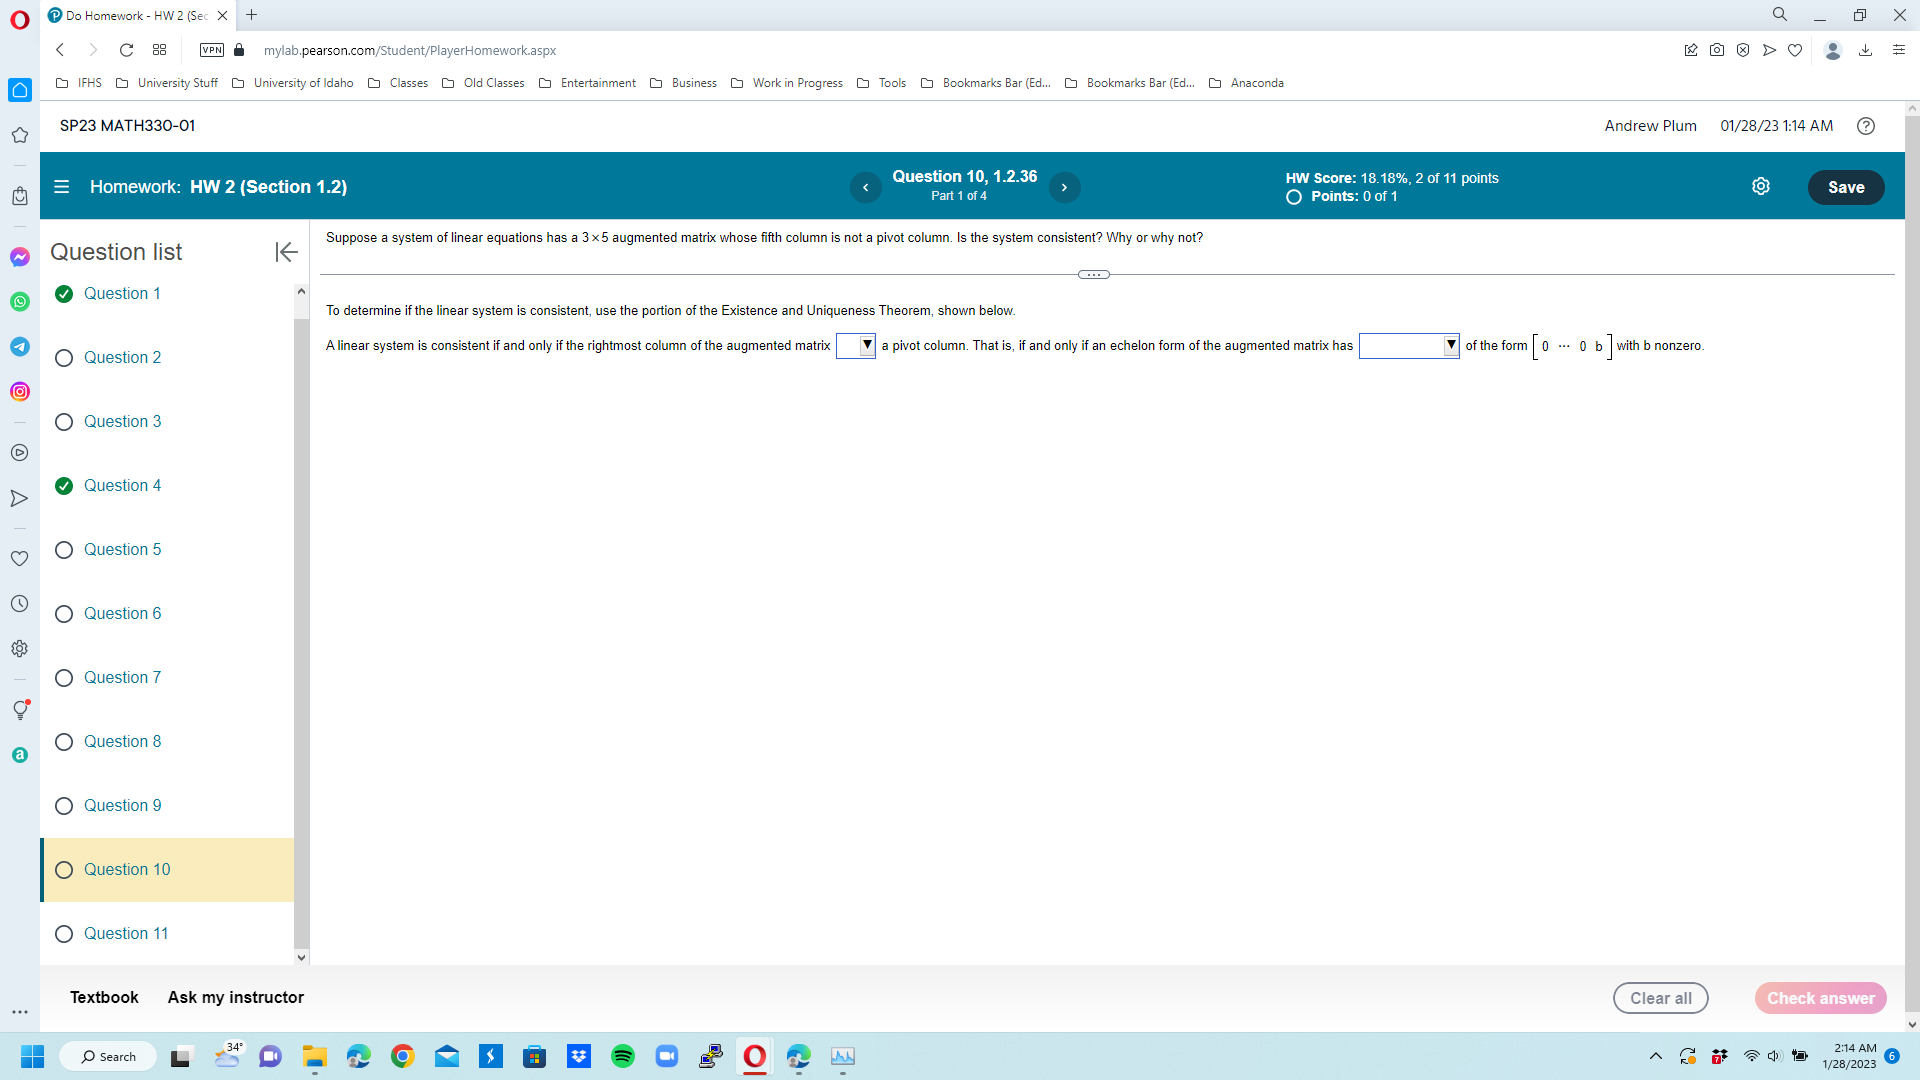 Do Homework - HW 2 (Sec
VPN
mylab.pearson.com/Student/PlayerHomework.aspx
IFHS University Stuff University of Idaho Classes Old Classes Entertainment Business Work in Progress Tools Bookmarks Bar (Ed... Bookmarks Bar (Ed... Anaconda
SP23 MATH330-01
Andrew Plum 01/28/23 1:14 AM
Homework: HW 2 (Section 1.2)
Question 10, 1.2.36
Part 1 of 4
HW Score: 18.18%, 2 of 11 points
Points: 0 of 1
Save
Question list
Question 1
Question 2
Question 3
Question 4
Question 5
Question 6
Question 7
Question 8
Question 9
Question 10
Question 11
Suppose a system of linear equations has a 3×5 augmented matrix whose fifth column is not a pivot column. Is the system consistent? Why or why not?
To determine if the linear system is consistent, use the portion of the Existence and Uniqueness Theorem, shown below.
A linear system is consistent if and only if the rightmost column of the augmented matrix ▼ a pivot column. That is, if and only if an echelon form of the augmented matrix has ▼ of the form [ 0 ··· 0 b ] with b nonzero.
Textbook Ask my instructor
Clear all
Check answer
Search
34°
2:14 AM
1/28/2023
6